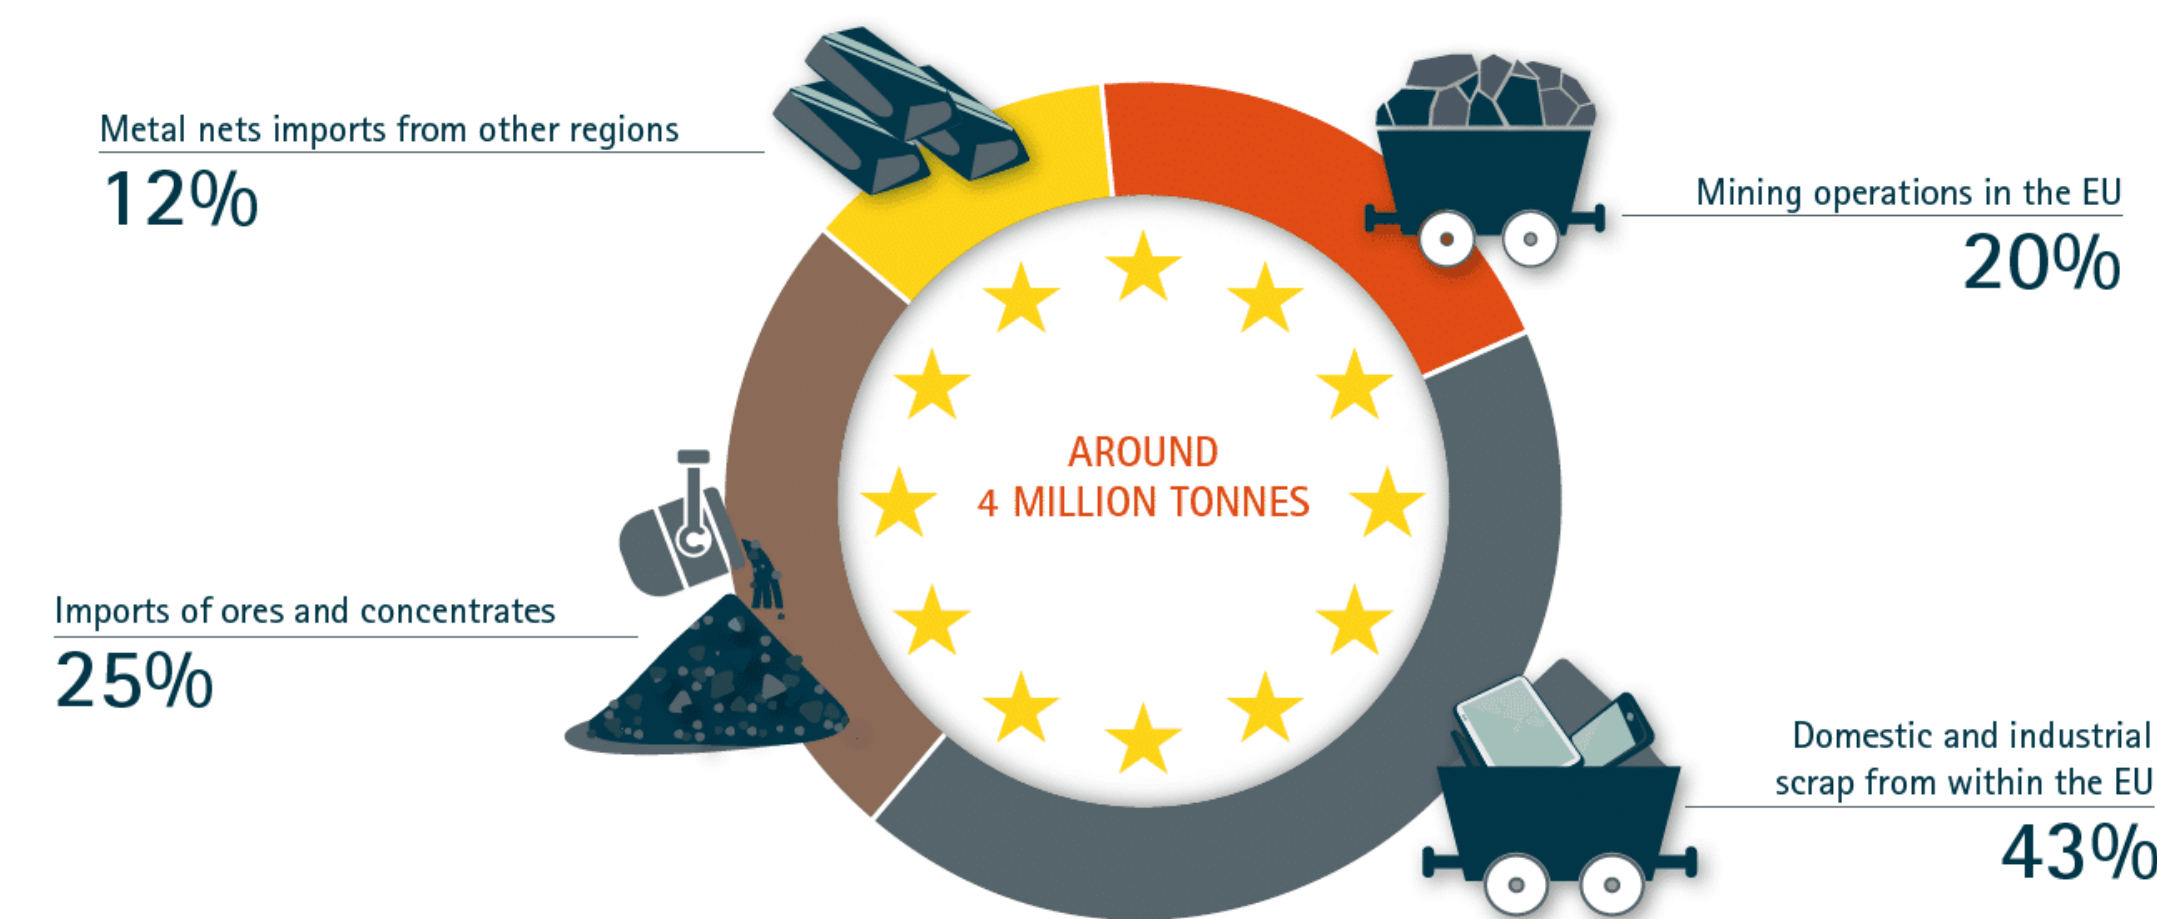 Metal nets imports from other regions
12%
Mining operations in the EU
20%
AROUND
4 MILLION TONNES
Imports of ores and concentrates
25%
Domestic and industrial
scrap from within the EU
43%